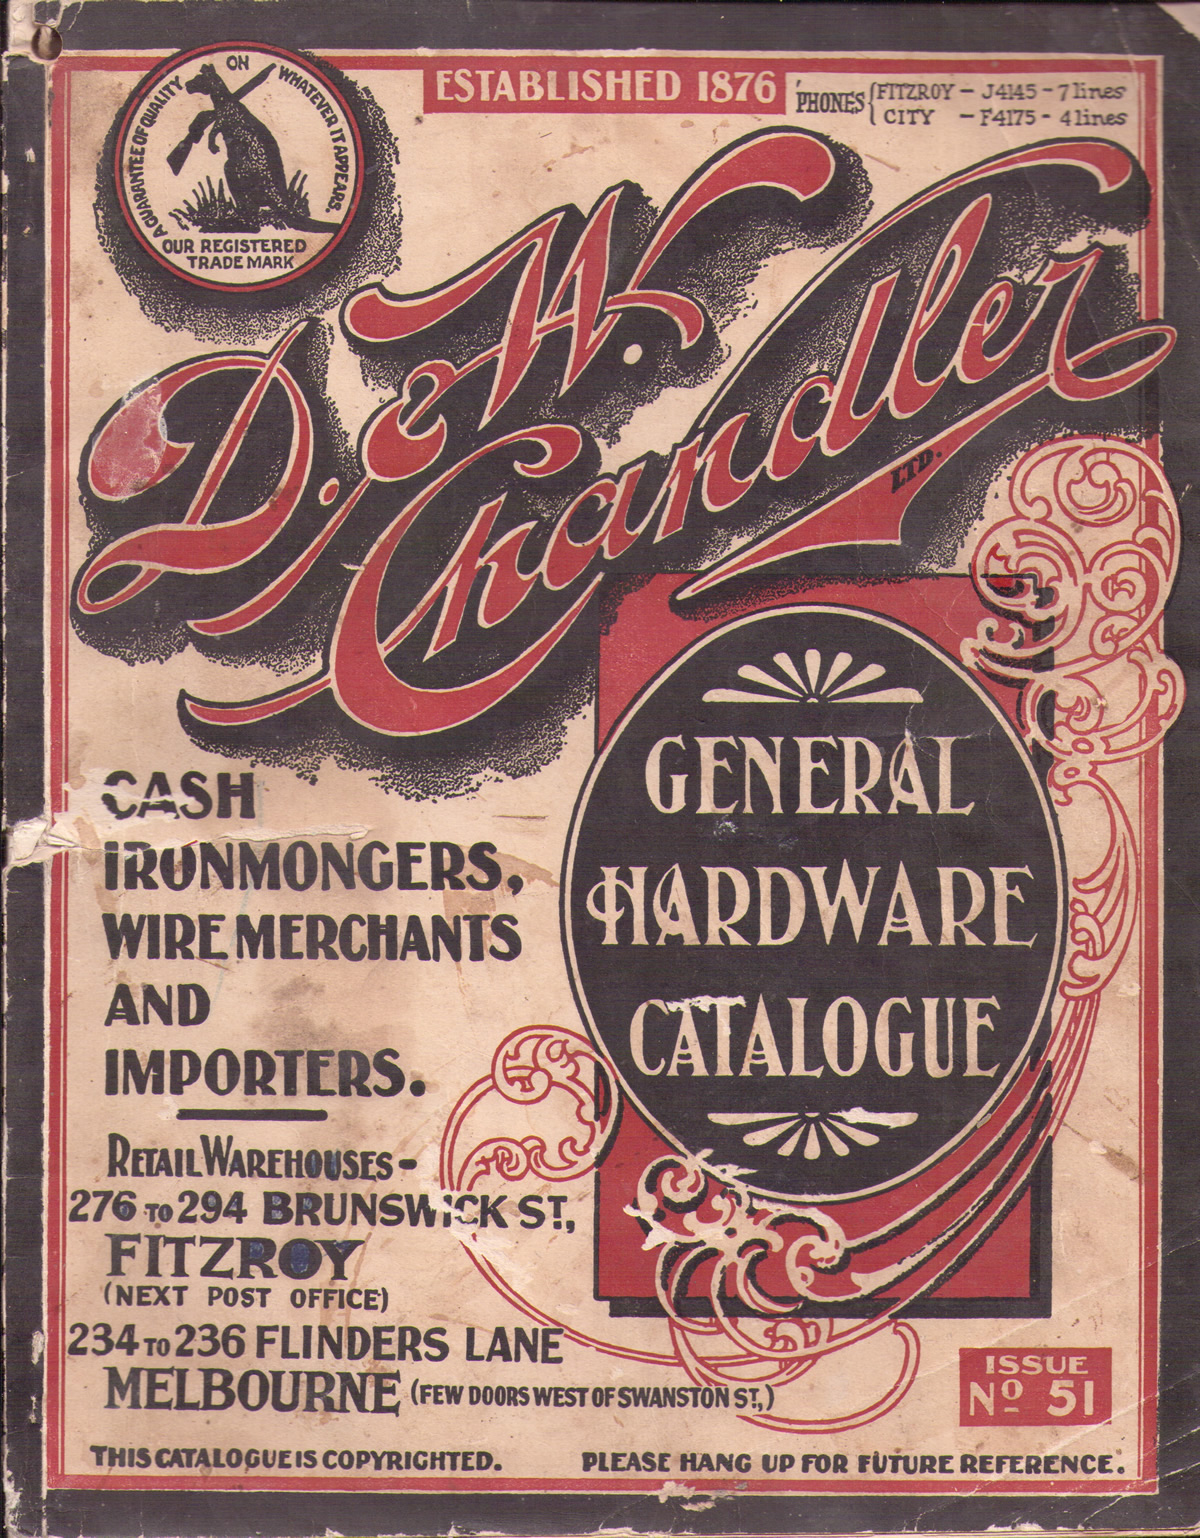 A GUARANTEE OF QUALITY ON WHATEVER IT APPEARS.
OUR REGISTERED
TRADE MARK
ESTABLISHED 1876
'PHONES { FITZROY – J4145 - 7 lines
CITY – F4175 - 4 lines
D. & W.
Chandler
LTD.
GENERAL
HARDWARE
CATALOGUE
CASH
IRONMONGERS,
WIRE MERCHANTS
AND
IMPORTERS.
RETAIL WAREHOUSES -
276 TO 294 BRUNSWICK ST.,
FITZROY
(NEXT POST OFFICE)
234 TO 236 FLINDERS LANE
MELBOURNE (FEW DOORS WEST OF SWANSTON ST.,)
ISSUE
No 51
THIS CATALOGUE IS COPYRIGHTED. PLEASE HANG UP FOR FUTURE REFERENCE.